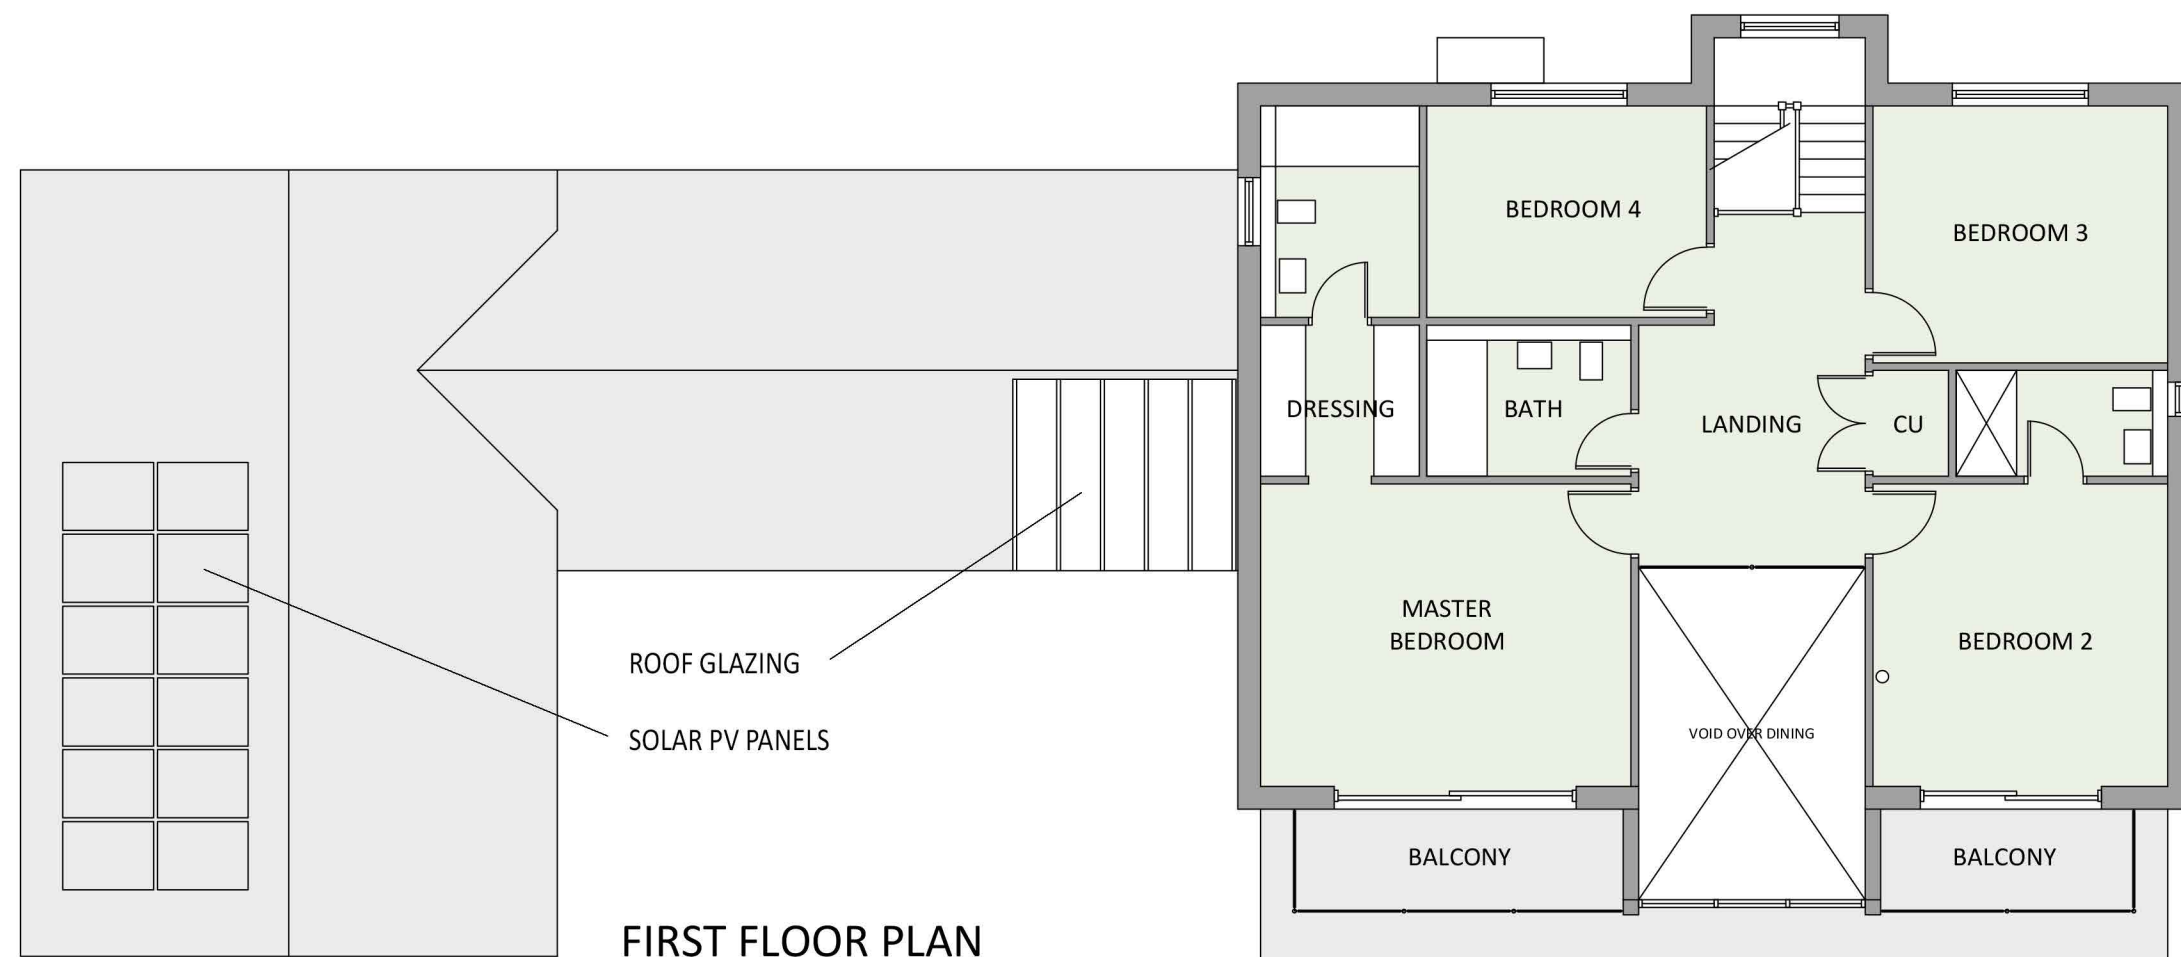 BEDROOM 4
BEDROOM 3
DRESSING
BATH
LANDING
CU
MASTER
BEDROOM
BEDROOM 2
ROOF GLAZING
SOLAR PV PANELS
VOID OVER DINING
BALCONY
BALCONY
FIRST FLOOR PLAN